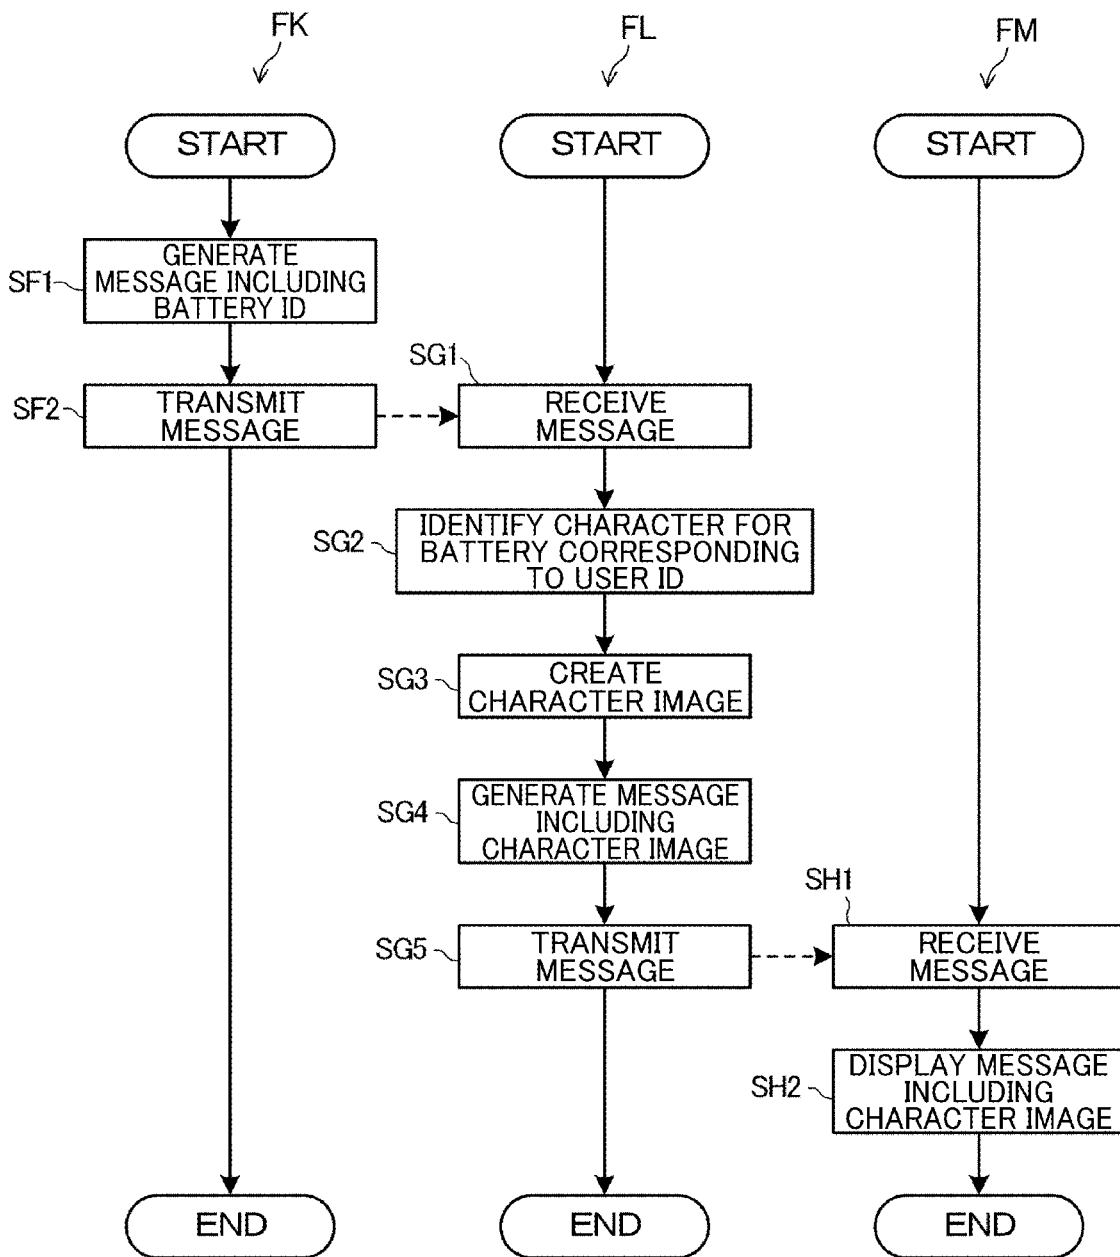 FK
FL
FM
START
START
START
SF1
GENERATE
MESSAGE INCLUDING
BATTERY ID
SG1
SF2
TRANSMIT
MESSAGE
RECEIVE
MESSAGE
SG2
IDENTIFY CHARACTER FOR
BATTERY CORRESPONDING
TO USER ID
SG3
CREATE
CHARACTER IMAGE
SG4
GENERATE MESSAGE
INCLUDING
CHARACTER IMAGE
SH1
SG5
TRANSMIT
MESSAGE
RECEIVE
MESSAGE
SH2
DISPLAY MESSAGE
INCLUDING
CHARACTER IMAGE
END
END
END